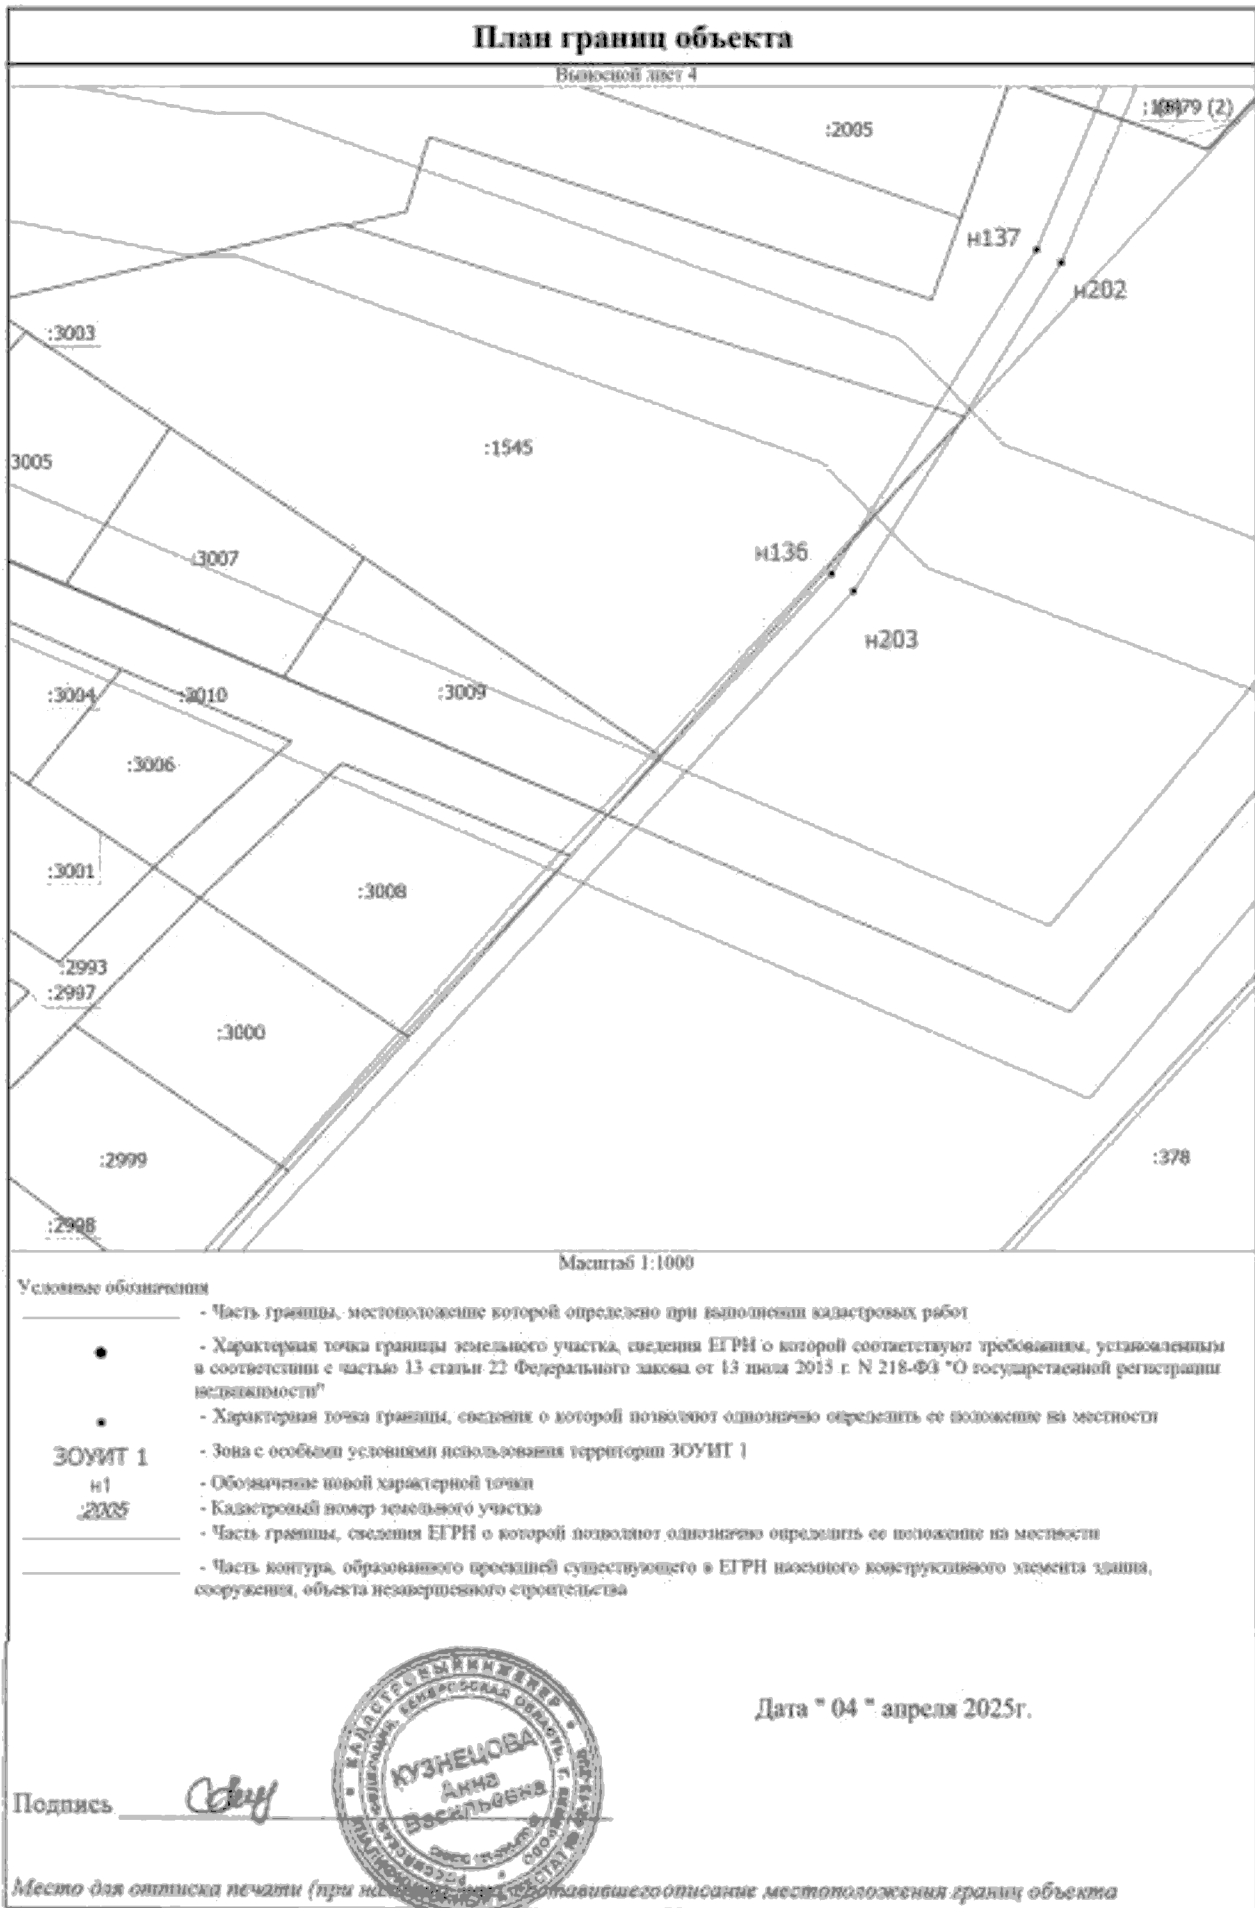 План границ объекта
Выносной лист 4
:2005
(2)
н137
н202
:3003
:1545
3005
:3007
н136
н203
:3004
:3010
:3009
:3006
:3001
:3008
:2993
:2997
:3000
:2999
:378
:2998
Масштаб 1:1000
Условные обозначения
- Часть границы, местоположение которой определено при выполнении кадастровых работ
- Характерная точка границы земельного участка, сведения ЕГРН о которой соответствуют требованиям, установленным
в соответствии с частью 13 статьи 22 Федерального закона от 13 июля 2015 г. N 218-ФЗ "О государственной регистрации
недвижимости"
- Характерная точка границы, сведения о которой позволяют однозначно определить ее положение на местности
ЗОУИТ 1 - Зона с особыми условиями использования территории ЗОУИТ 1
н1 - Обозначение новой характерной точки
:2005 - Кадастровый номер земельного участка
- Часть границы, сведения ЕГРН о которой позволяют однозначно определить ее положение на местности
- Часть контура, образованного проекцией существующего в ЕГРН наземного конструктивного элемента здания,
сооружения, объекта незавершенного строительства
КАДАСТРОВЫЙ ИНЖЕНЕР
КУЗНЕЦОВА
Анна
Васильевна
Дата " 04 " апреля 2025г.
Подпись
Место для оттиска печати (при описание местоположения границ объекта